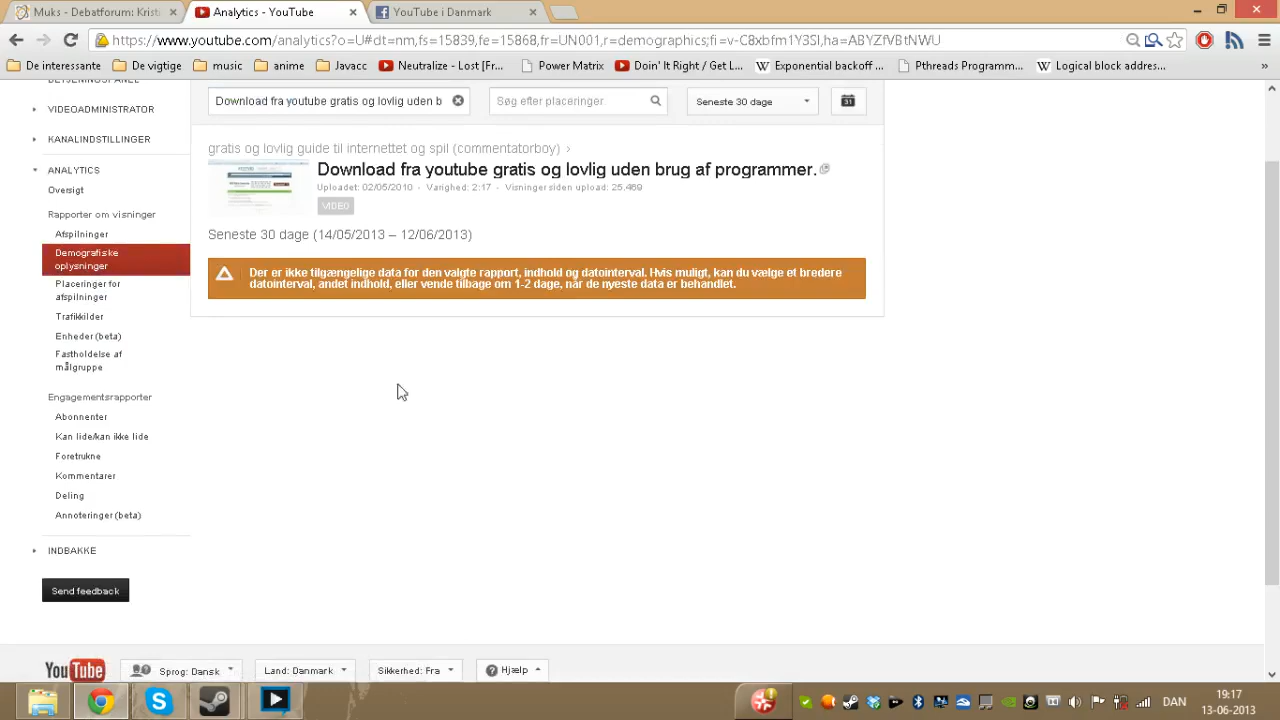 Muks - Debatforum: Krist
Analytics - YouTube
YouTube i Danmark
https://www.youtube.com/analytics?o=U#dt=nm,fs=15839,fe=15868,fr=UN001,r=demographics;fi=v-C8xbfm1Y3SI,ha=ABYZfVBtNWU
De interessante
De vigtige
music
anime
Javacc
Neutralize - Lost [Fr...
Power Matrix
Doin' It Right / Get L...
Exponential backoff ...
Pthreads Programm...
Logical block addres...
»
BETJENINGSPANEL
VIDEOADMINISTRATOR
KANALINDSTILLINGER
ANALYTICS
Oversigt
Rapporter om visninger
Afspilninger
Demografiske
oplysninger
Placeringer for
afspilninger
Trafikkilder
Enheder (beta)
Fastholdelse af
målgruppe
Engagementsrapporter
Abonnenter
Kan lide/kan ikke lide
Foretrukne
Kommentarer
Deling
Annoteringer (beta)
INDBAKKE
Send feedback
Download fra youtube gratis og lovlig uden b
Søg efter placeringer
Seneste 30 dage
31
gratis og lovlig guide til internettet og spil (commentatorboy) ›
Download fra youtube gratis og lovlig uden brug af programmer.
Uploadet: 02/05/2010 · Varighed: 2:17 · Visninger siden upload: 25.469
VIDEO
Seneste 30 dage (14/05/2013 – 12/06/2013)
Der er ikke tilgængelige data for den valgte rapport, indhold og datointerval. Hvis muligt, kan du vælge et bredere
datointerval, andet indhold, eller vende tilbage om 1-2 dage, når de nyeste data er behandlet.
YouTube
Sprog: Dansk
Land: Danmark
Sikkerhed: Fra
Hjælp
DAN
19:17
13-06-2013